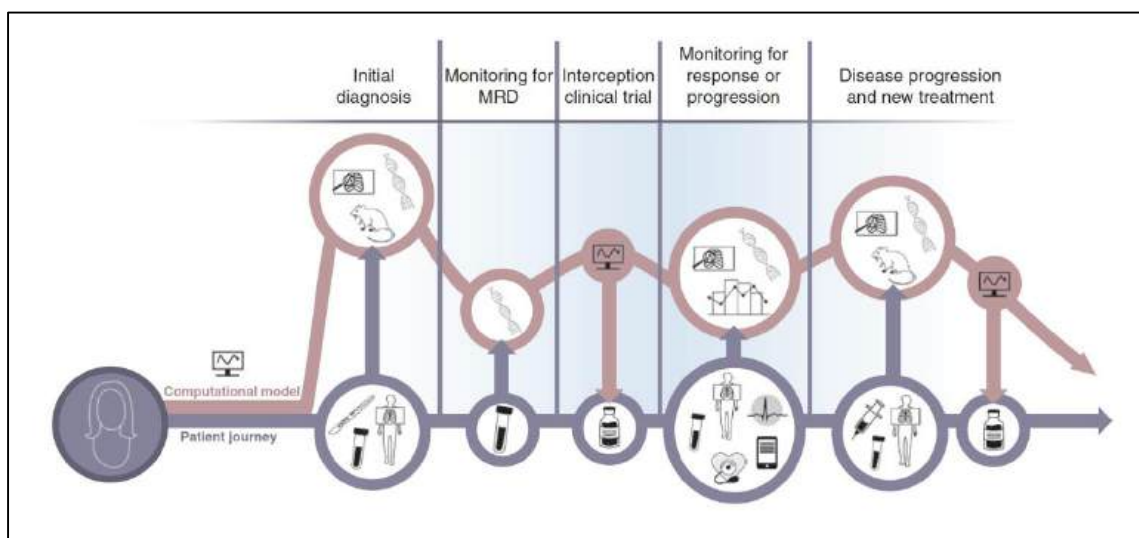 Initial
diagnosis
Monitoring for
MRD
Interception
clinical trial
Monitoring for
response or
progression
Disease progression
and new treatment
Computational model
Patient journey